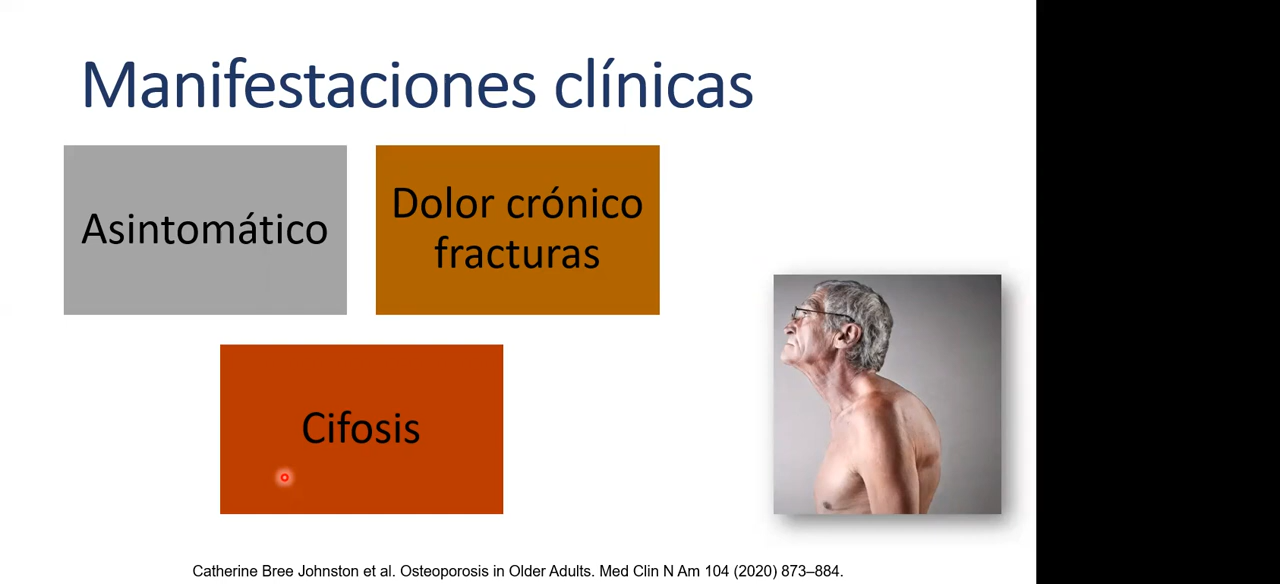 Manifestaciones clínicas
Asintomático
Dolor crónico
fracturas
Cifosis
Catherine Bree Johnston et al. Osteoporosis in Older Adults. Med Clin N Am 104 (2020) 873–884.